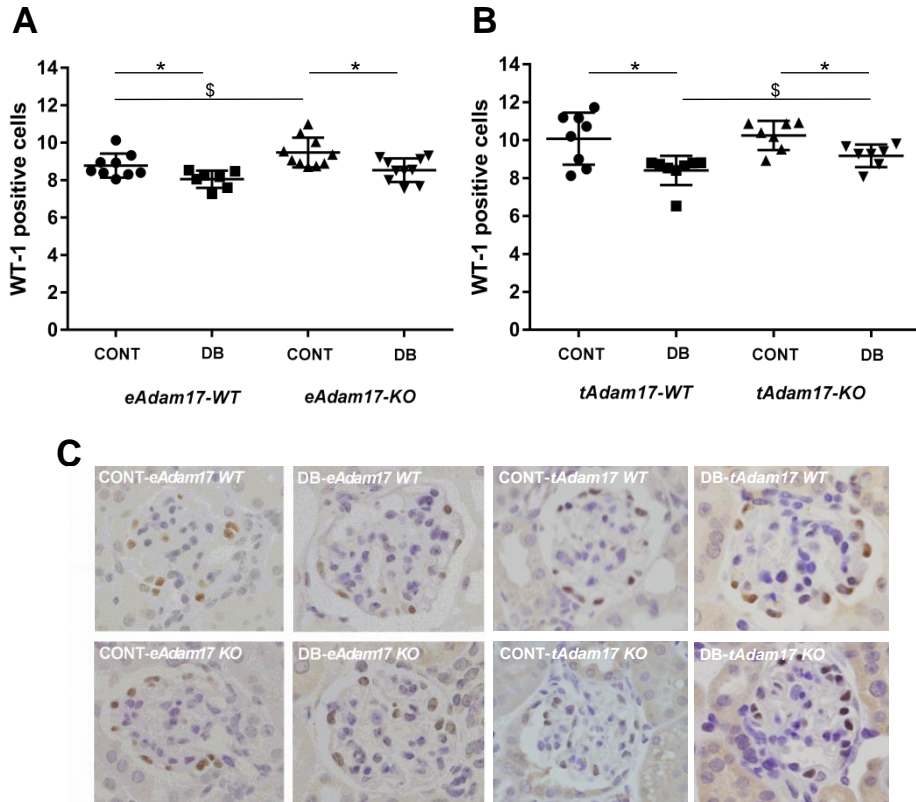 A
WT-1 positive cells
14
12
10
8
6
4
2
0
*
*
$
CONT
DB
CONT
DB
eAdam17-WT
eAdam17-KO
B
WT-1 positive cells
14
12
10
8
6
4
2
0
*
*
$
CONT
DB
CONT
DB
tAdam17-WT
tAdam17-KO
C
CONT-eAdam17 WT
DB-eAdam17 WT
CONT-tAdam17 WT
DB-tAdam17 WT
CONT-eAdam17 KO
DB-eAdam17 KO
CONT-tAdam17 KO
DB-tAdam17 KO